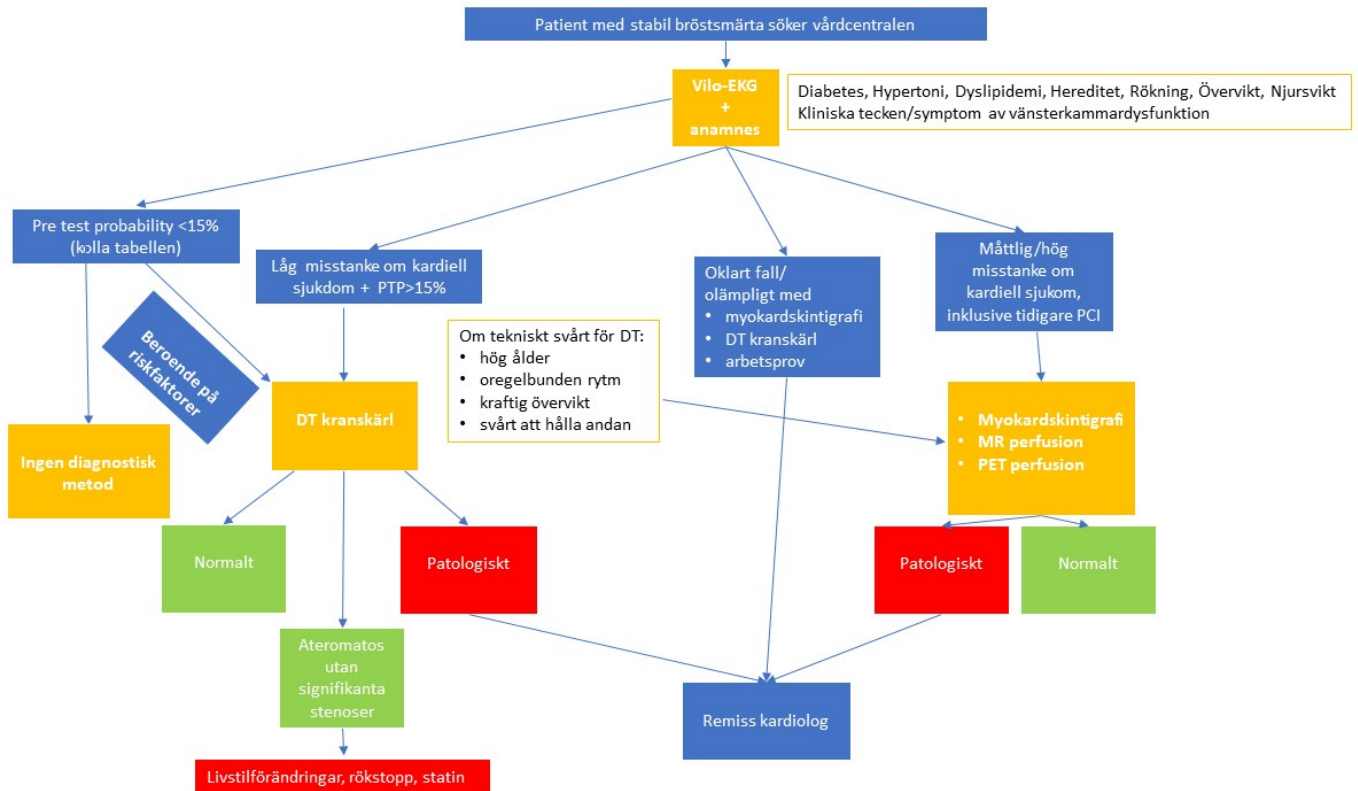 Patient med stabil bröstsmärta söker vårdcentralen
Vilo-EKG
+
anamnes
Diabetes, Hypertoni, Dyslipidemi, Hereditet, Rökning, Övervikt, Njursvikt
Kliniska tecken/symptom av vänsterkammardysfunktion
Pre test probability <15%
(kolla tabellen)
Låg misstanke om kardiell
sjukdom + PTP>15%
Oklart fall/
olämpligt med
• myokardskintigrafi
• DT kranskärl
• arbetsprov
Måttlig/hög
misstanke om
kardiell sjukom,
inklusive tidigare PCI
Beroende på
riskfaktorer
Om tekniskt svårt för DT:
• hög ålder
• oregelbunden rytm
• kraftig övervikt
• svårt att hålla andan
Ingen diagnostisk
metod
DT kranskärl
• Myokardskintigrafi
• MR perfusion
• PET perfusion
Normalt
Patologiskt
Patologiskt
Normalt
Ateromatos
utan
signifikanta
stenoser
Remiss kardiolog
Livstilförändringar, rökstopp, statin